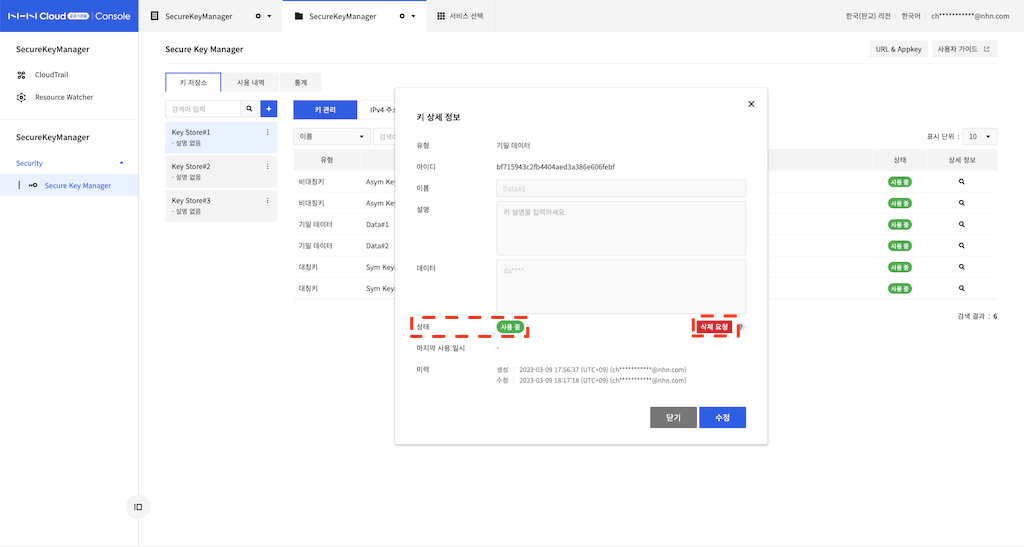 NHN Cloud 공공기관용 Console
SecureKeyManager
SecureKeyManager
서비스 선택
한국(판교) 리전
한국어
ch***********@nhn.com
SecureKeyManager
CloudTrail
Resource Watcher
SecureKeyManager
Security
Secure Key Manager
Secure Key Manager
URL & Appkey
사용자 가이드
키 저장소
사용 내역
통계
검색어 입력
+
Key Store#1
- 설명 없음
Key Store#2
- 설명 없음
Key Store#3
- 설명 없음
키 관리
IPv4 주소
이름
검색어
표시 단위 : 10
유형
상태
상세 정보
비대칭키 Asym Key 사용 중
비대칭키 Asym Key 사용 중
기밀 데이터 Data#1 사용 중
기밀 데이터 Data#2 사용 중
대칭키 Sym Key 사용 중
대칭키 Sym Key 사용 중
검색 결과 : 6
키 상세 정보
유형 기밀 데이터
아이디 bf715943c2fb4404aed3a386e606febf
이름 Data#1
설명 키 설명을 입력하세요.
데이터 da****
상태 사용 중 삭제 요청 ?
마지막 사용 일시 -
이력 생성 2023-03-09 17:56:37 (UTC+09) (ch***********@nhn.com)
수정 2023-03-09 18:17:18 (UTC+09) (ch***********@nhn.com)
닫기
수정